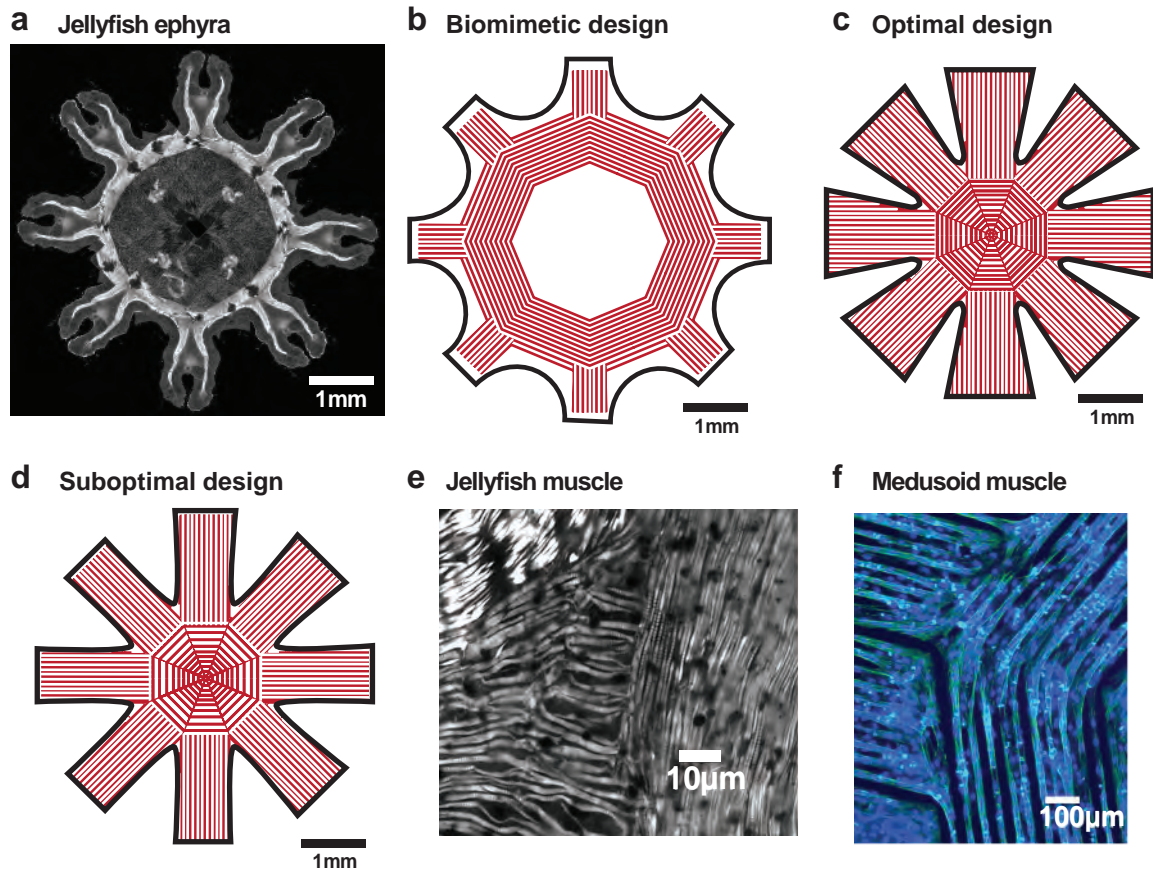 a Jellyfish ephyra
1mm
b Biomimetic design
1mm
c Optimal design
1mm
d Suboptimal design
1mm
e Jellyfish muscle
10µm
f Medusoid muscle
100µm